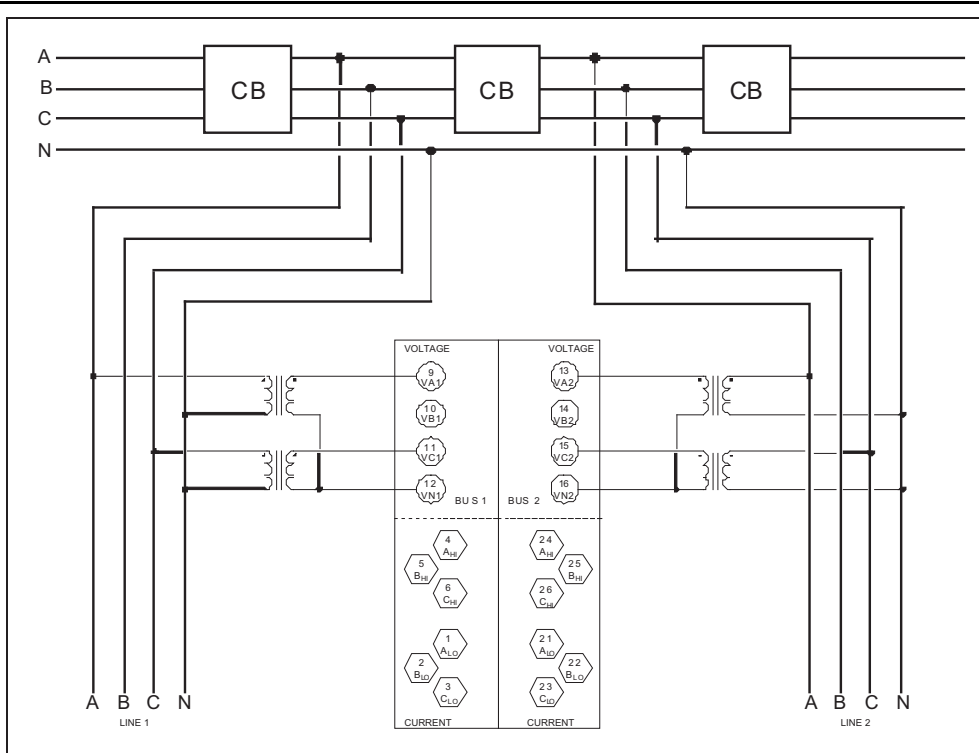 A
B
C
N
CB
CB
CB
VOLTAGE
VOLTAGE
9
VA1
10
VB1
11
VC1
12
VN1
BUS 1
13
VA2
14
VB2
15
VC2
16
VN2
BUS 2
4
AHI
5
BHI
6
CHI
24
AHI
25
BHI
26
CHI
1
ALO
2
BLO
3
CLO
21
ALO
22
BLO
23
CLO
CURRENT
CURRENT
A B C N
LINE 1
A B C N
LINE 2